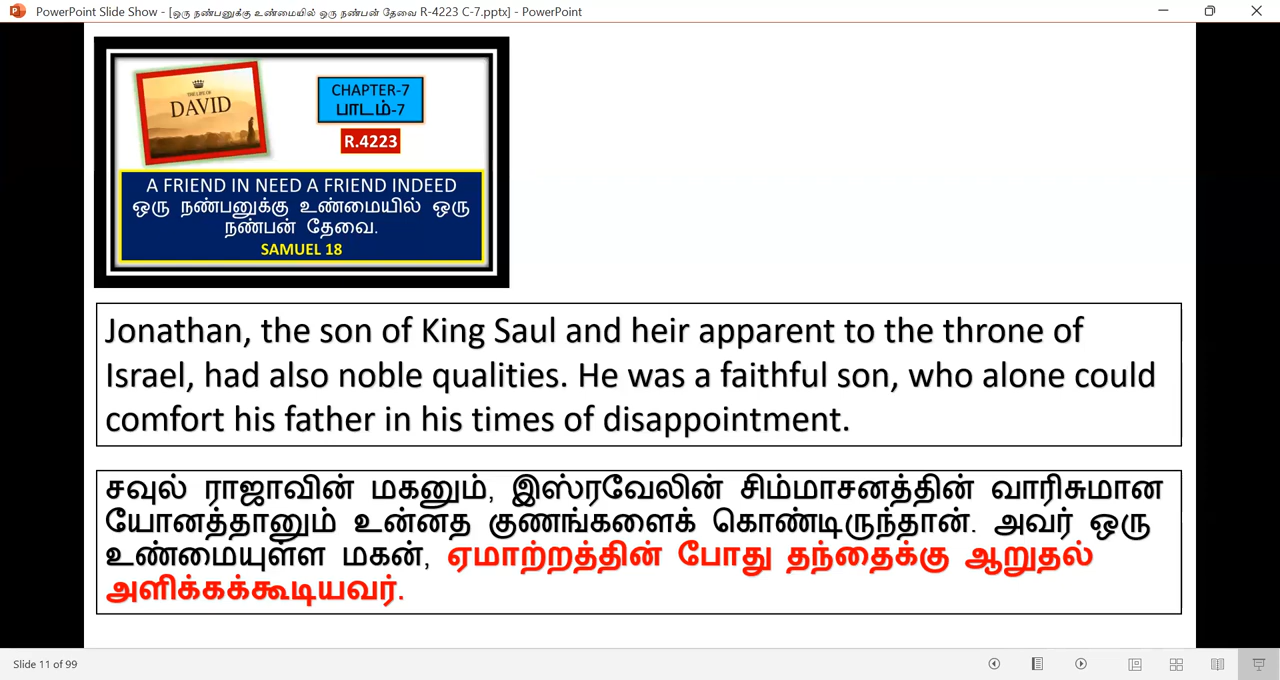 PowerPoint Slide Show - [ஒரு நண்பனுக்கு உண்மையில் ஒரு நண்பன் தேவை R-4223 C-7.pptx] - PowerPoint
THE LIFE OF
DAVID
CHAPTER-7
பாடம்-7
R.4223
A FRIEND IN NEED A FRIEND INDEED
ஒரு நண்பனுக்கு உண்மையில் ஒரு
நண்பன் தேவை.
SAMUEL 18
Jonathan, the son of King Saul and heir apparent to the throne of
Israel, had also noble qualities. He was a faithful son, who alone could
comfort his father in his times of disappointment.
சவுல் ராஜாவின் மகனும், இஸ்ரவேலின் சிம்மாசனத்தின் வாரிசுமான
யோனத்தானும் உன்னத குணங்களைக் கொண்டிருந்தான். அவர் ஒரு
உண்மையுள்ள மகன், ஏமாற்றத்தின் போது தந்தைக்கு ஆறுதல்
அளிக்கக்கூடியவர்.
Slide 11 of 99